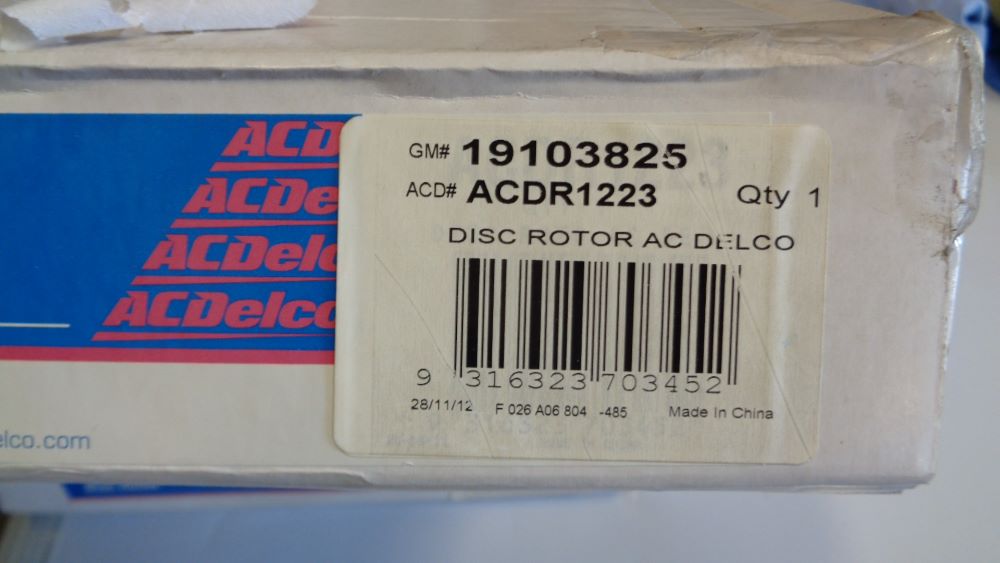 ACD
ACDe
ACDelc
ACDelco
elco.com
GM# 19103825
ACD# ACDR1223 Qty 1
DISC ROTOR AC DELCO
9 316323 703452
28/11/12 F 026 A06 804 -485 Made In China